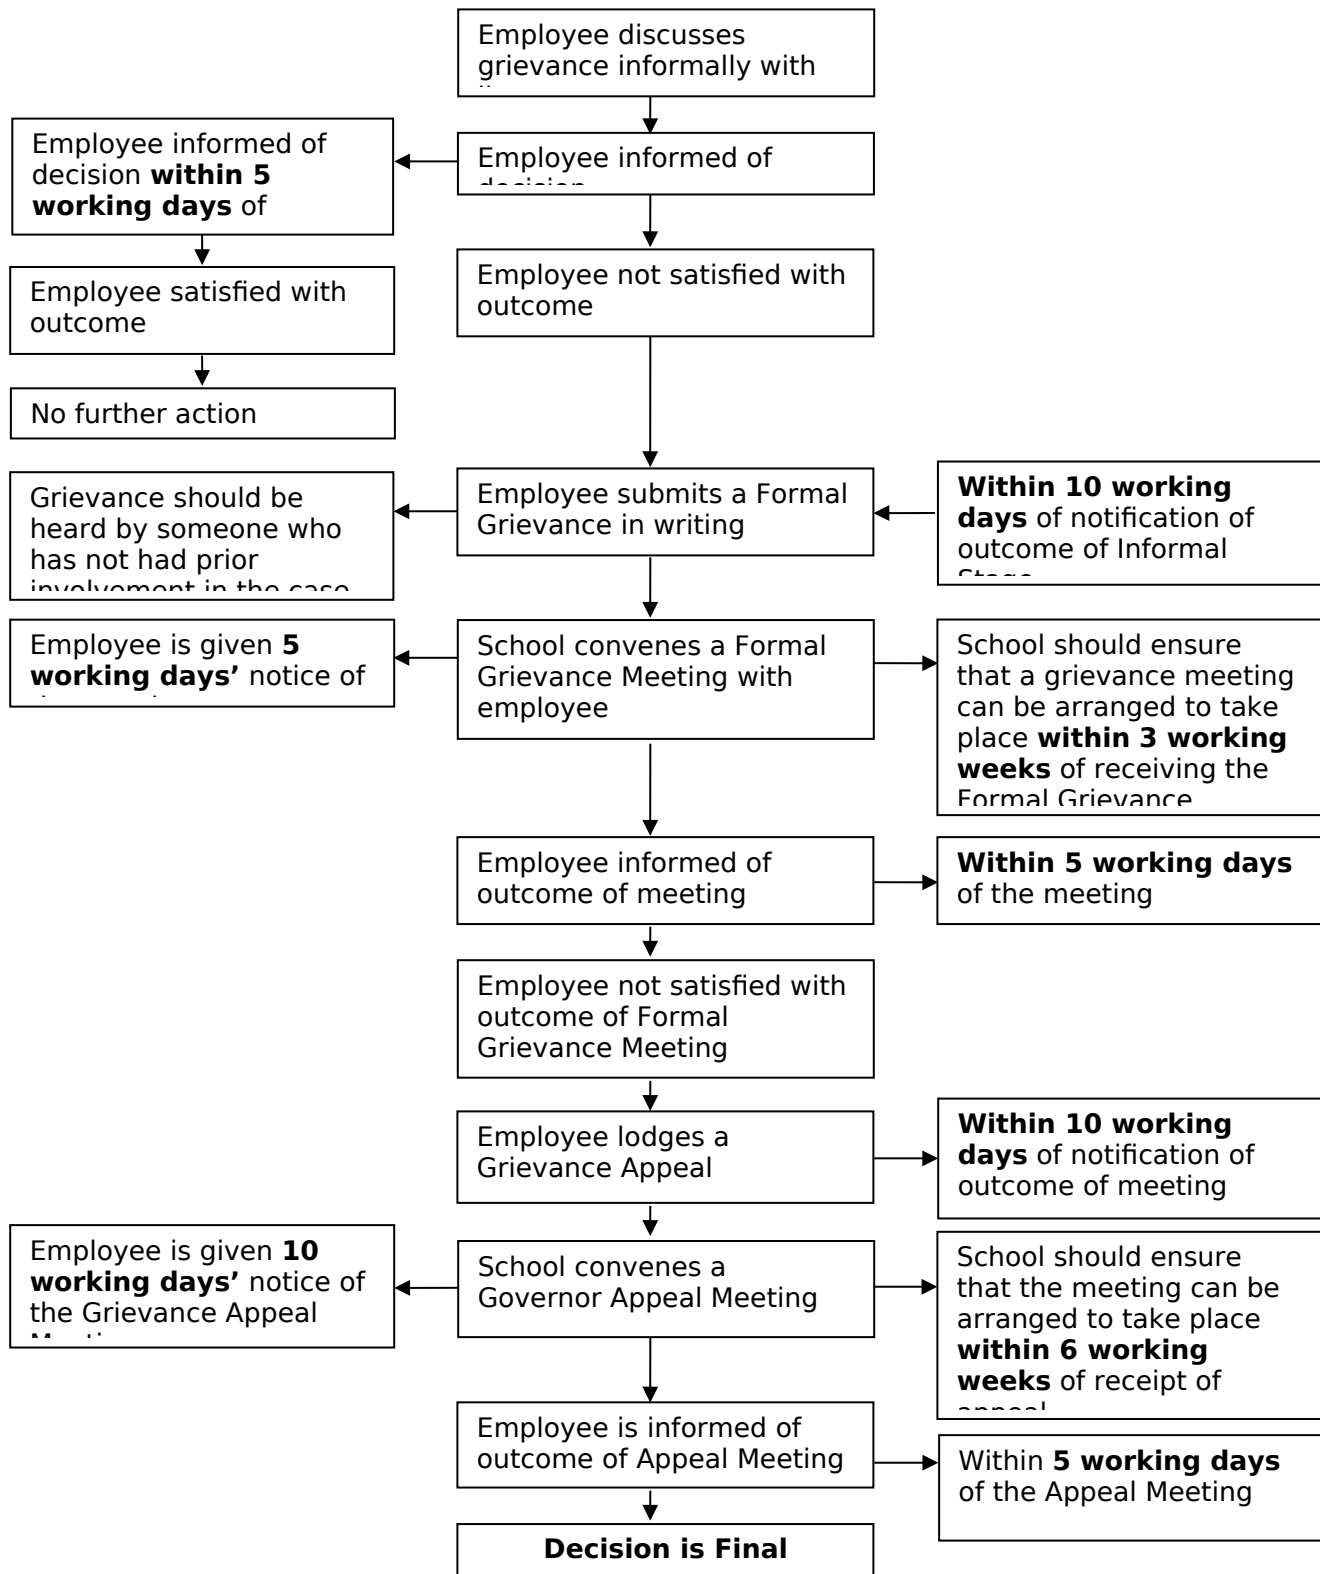 Employee discusses
grievance informally with
Employee informed of
decision within 5
working days of
Employee informed of
decision
Employee satisfied with
outcome
Employee not satisfied with
outcome
No further action
Grievance should be
heard by someone who
has not had prior
involvement in the case
Employee submits a Formal
Grievance in writing
Within 10 working
days of notification of
outcome of Informal
Stage
Employee is given 5
working days’ notice of
School convenes a Formal
Grievance Meeting with
employee
School should ensure
that a grievance meeting
can be arranged to take
place within 3 working
weeks of receiving the
Formal Grievance
Employee informed of
outcome of meeting
Within 5 working days
of the meeting
Employee not satisfied with
outcome of Formal
Grievance Meeting
Employee lodges a
Grievance Appeal
Within 10 working
days of notification of
outcome of meeting
Employee is given 10
working days’ notice of
the Grievance Appeal
Meeting
School convenes a
Governor Appeal Meeting
School should ensure
that the meeting can be
arranged to take place
within 6 working
weeks of receipt of
appeal
Employee is informed of
outcome of Appeal Meeting
Within 5 working days
of the Appeal Meeting
Decision is Final